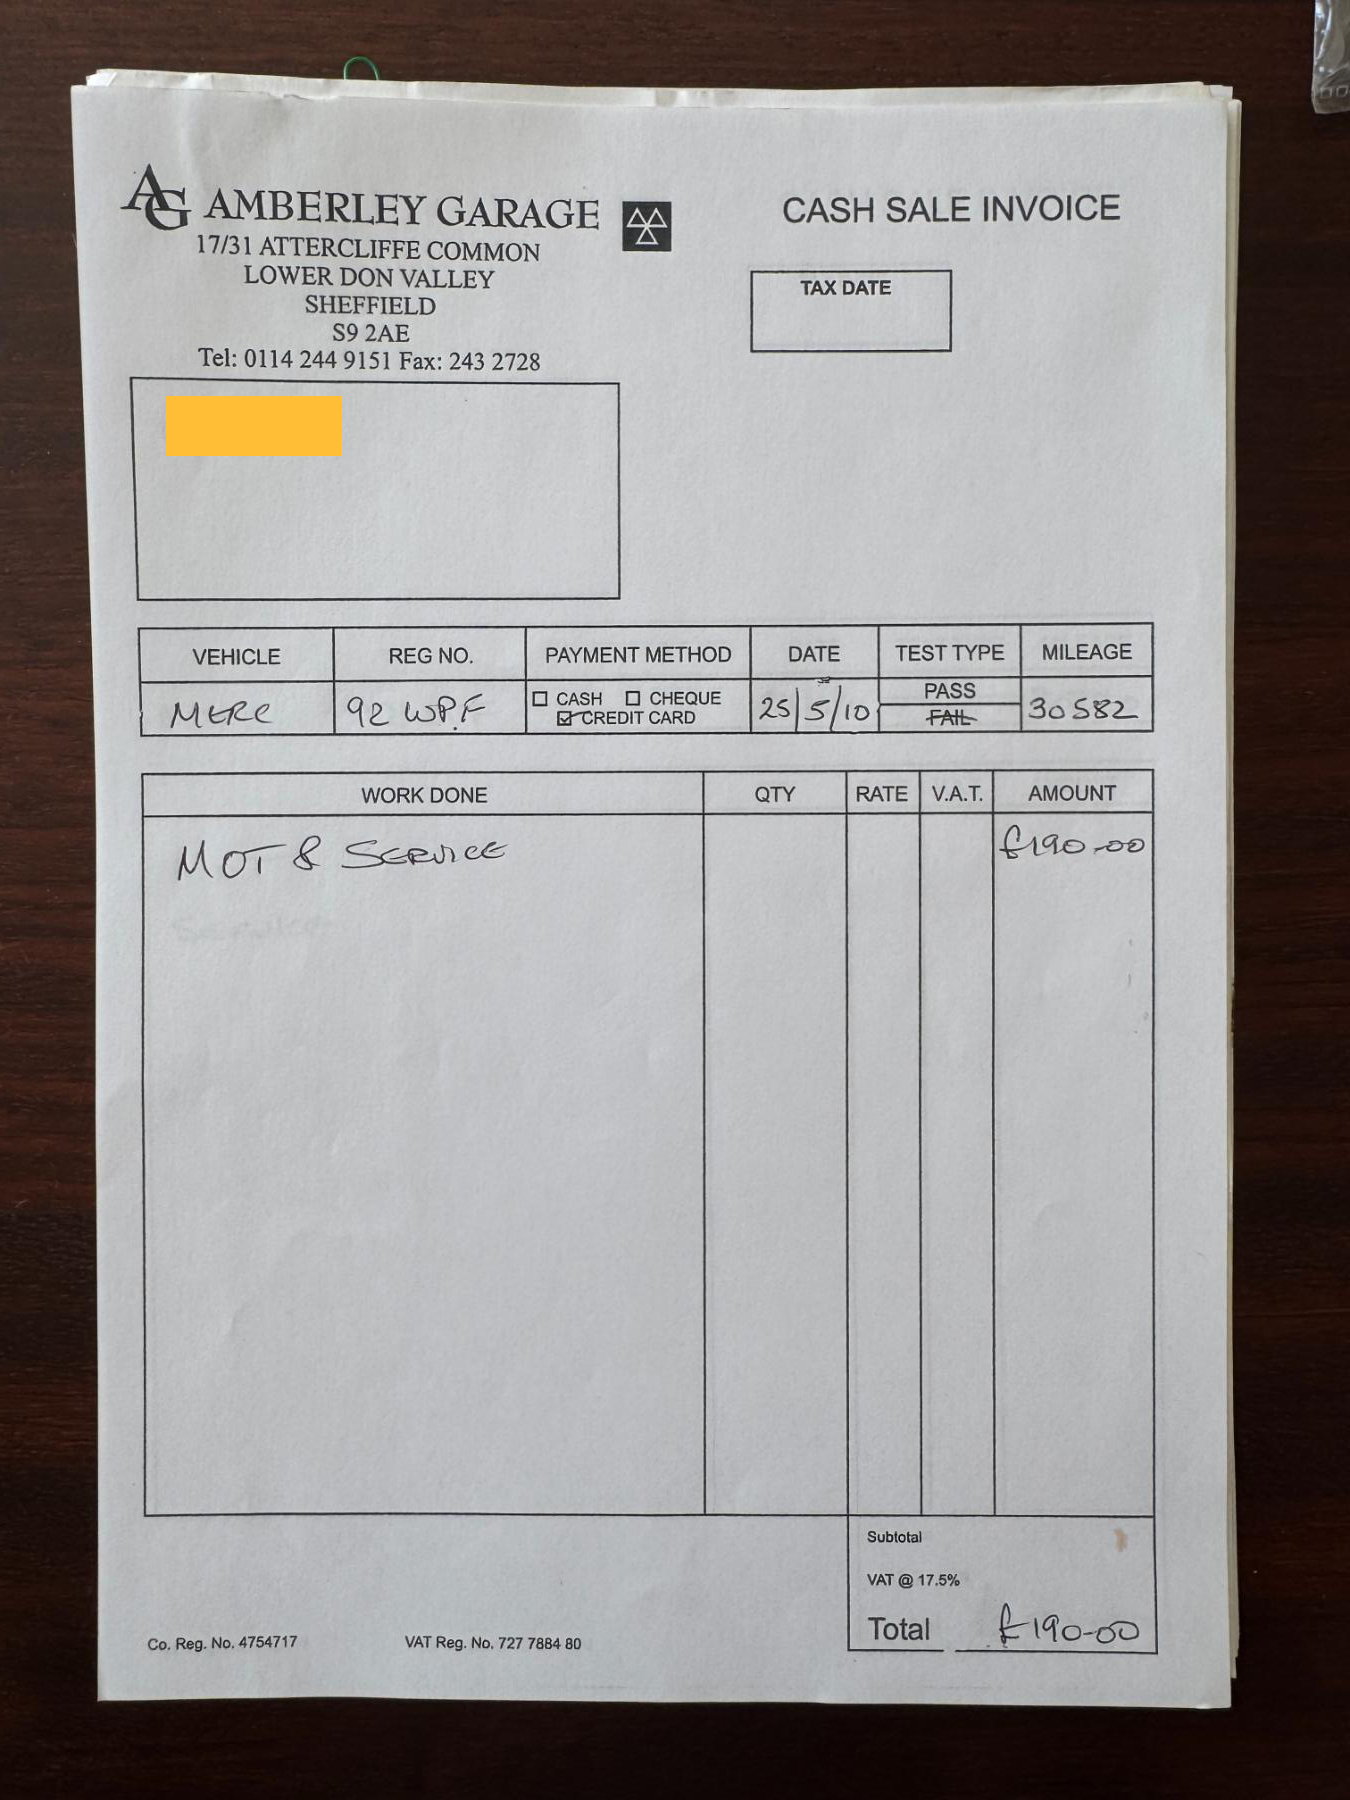 AG AMBERLEY GARAGE
17/31 ATTERCLIFFE COMMON
LOWER DON VALLEY
SHEFFIELD
S9 2AE
Tel: 0114 244 9151 Fax: 243 2728
CASH SALE INVOICE
TAX DATE
VEHICLE REG NO. PAYMENT METHOD DATE TEST TYPE MILEAGE
MERC 92 WPF CASH CHEQUE CREDIT CARD 25/5/10 PASS FAIL 30582
WORK DONE QTY RATE V.A.T. AMOUNT
MOT & SERVICE £190-00
Subtotal
VAT @ 17.5%
Total £190-00
Co. Reg. No. 4754717 VAT Reg. No. 727 7884 80